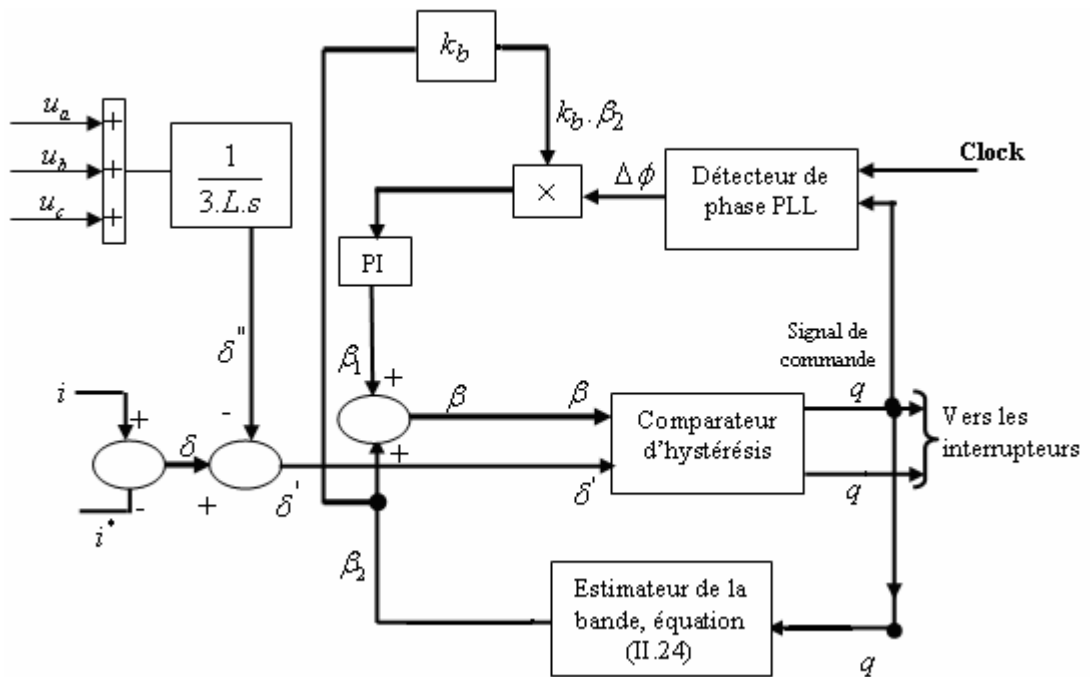 k_b
k_b . β_2
u_a
+
u_b
+
u_c
+
1
3.L.s
Δφ
×
Détecteur de
phase PLL
Clock
PI
δ"
β_1
+
Signal de
commande
i
+
-
β
β
Comparateur
d’hystérésis
q
q
Vers les
interrupteurs
δ
+
δ'
+
δ'
i*
-
β_2
Estimateur de la
bande, équation
(II.24)
q